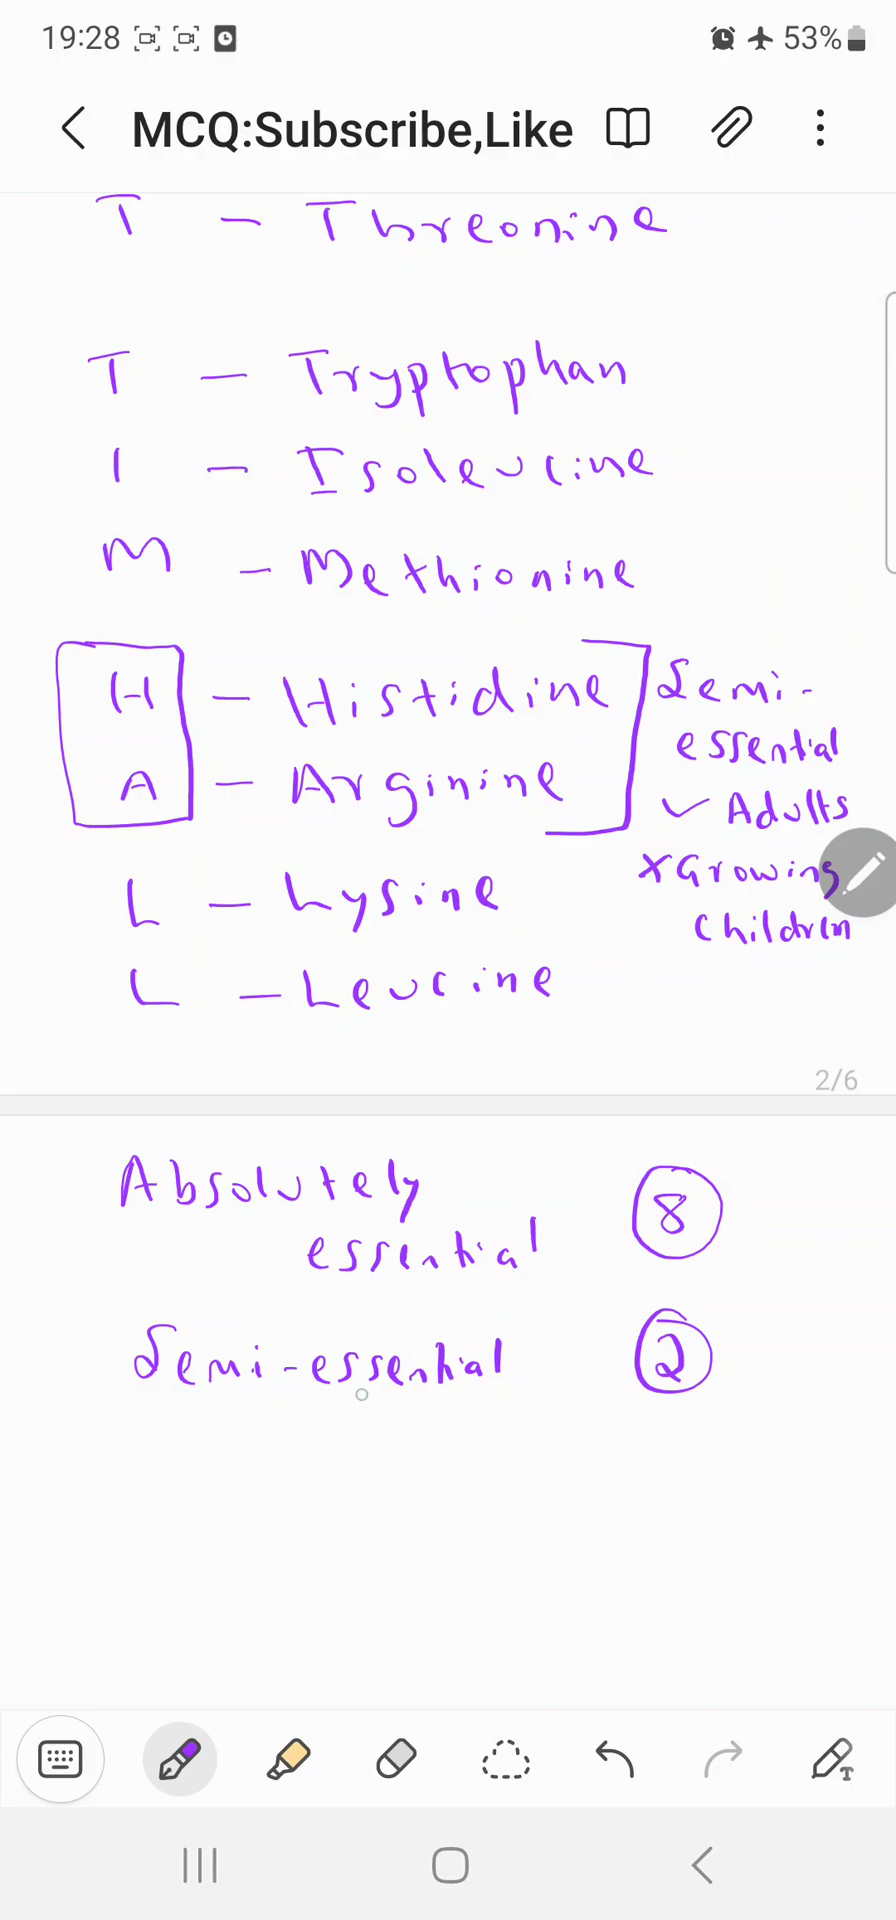 19:28 53%
MCQ:Subscribe,Like
T - Threonine
T - Tryptophan
I - Isoleucine
M - Methionine
H - Histidine Semi-
essential
A - Arginine ✓ Adults
× Growing
L - Lysine children
L - Leucine
2/6
Absolutely
essential 8
Semi-essential 2
T